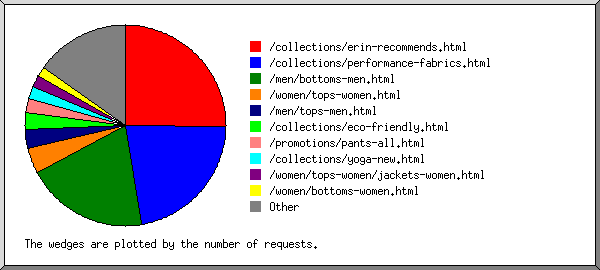 /collections/erin-recommends.html
/collections/performance-fabrics.html
/men/bottoms-men.html
/women/tops-women.html
/men/tops-men.html
/collections/eco-friendly.html
/promotions/pants-all.html
/collections/yoga-new.html
/women/tops-women/jackets-women.html
/women/bottoms-women.html
Other
The wedges are plotted by the number of requests.